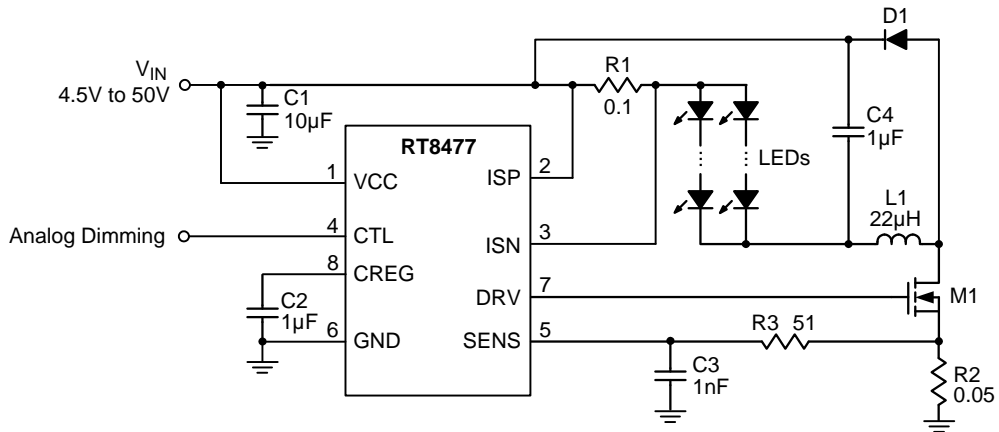 D1
VIN
4.5V to 50V
R1
0.1
C1
10µF
C4
1µF
RT8477
LEDs
1
VCC
ISP
2
L1
22µH
Analog Dimming
4
CTL
ISN
3
8
CREG
DRV
7
M1
C2
1µF
6
GND
SENS
5
R3 51
C3
1nF
R2
0.05